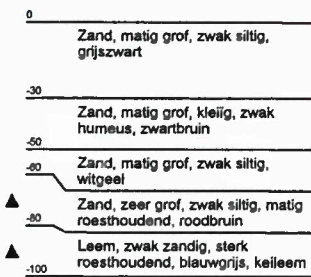 0
Zand, matig grof, zwak siltig,
grijszwart
-30
Zand, matig grof, kleiïg, zwak
humeus, zwartbruin
-50
Zand, matig grof, zwak siltig,
witgeel
-60
Zand, zeer grof, zwak siltig, matig
roesthoudend, roodbruin
-80
Leem, zwak zandig, sterk
roesthoudend, blauwgrijs, keileem
-100